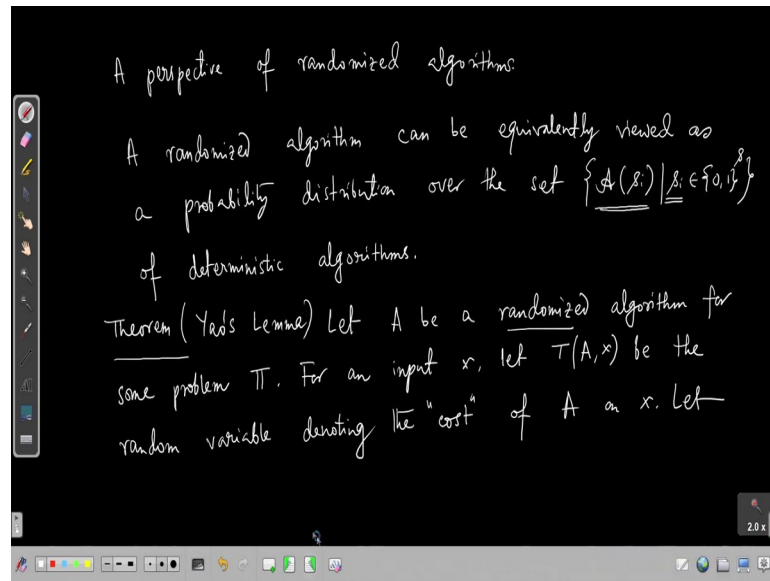 A perspective of randomized algorithms.
A randomized algorithm can be equivalently viewed as
a probability distribution over the set {A(s_i) | s_i ∈ {0,1}^s}
of deterministic algorithms.
Theorem (Yao's Lemma) Let A be a randomized algorithm for
some problem Π. For an input x, let T(A,x) be the
random variable denoting the "cost" of A on x. Let
2.0 x